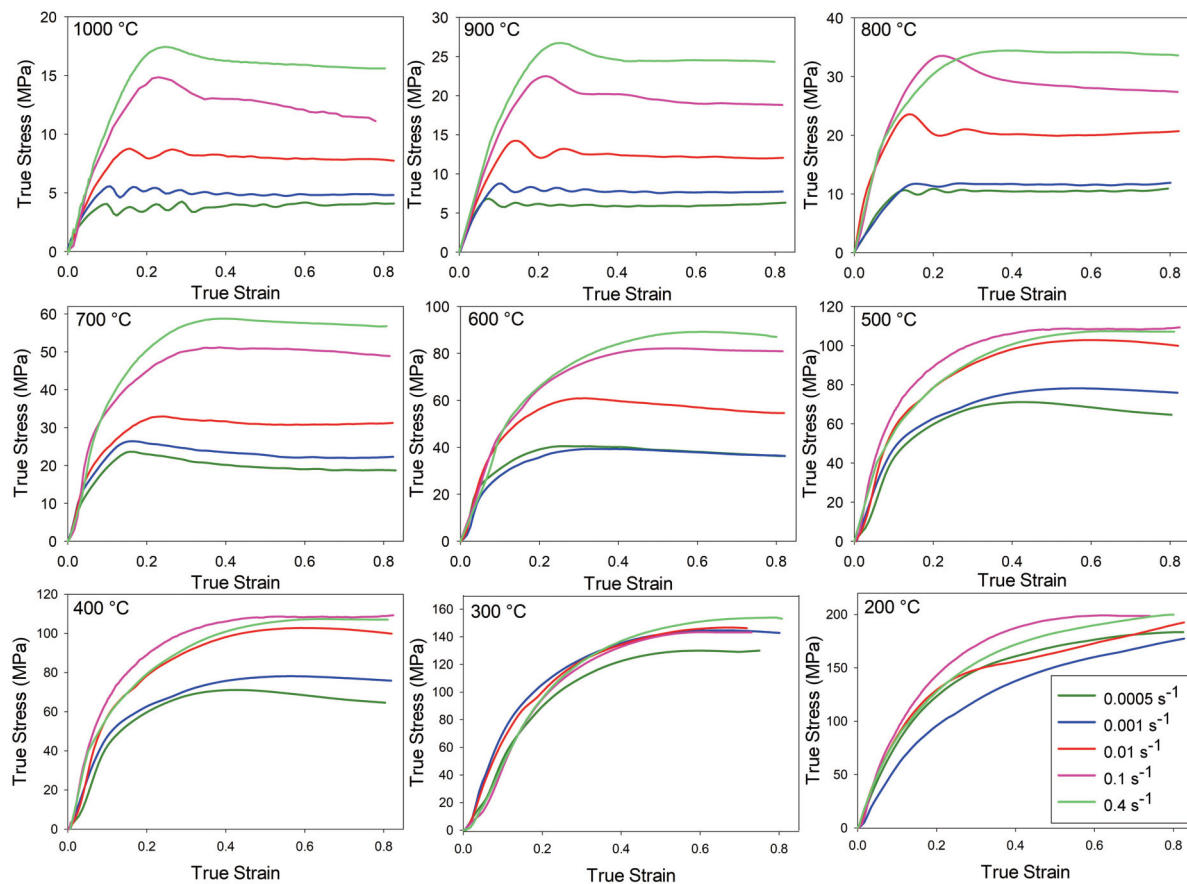 1000 °C
True Stress (MPa)
20
15
10
5
0
0.0 0.2 0.4 0.6 0.8
True Strain
900 °C
True Stress (MPa)
30
25
20
15
10
5
0
0.0 0.2 0.4 0.6 0.8
True Strain
800 °C
True Stress (MPa)
40
30
20
10
0
0.0 0.2 0.4 0.6 0.8
True Strain
700 °C
True Stress (MPa)
60
50
40
30
20
10
0
0.0 0.2 0.4 0.6 0.8
True Strain
600 °C
True Stress (MPa)
100
80
60
40
20
0
0.0 0.2 0.4 0.6 0.8
True Strain
500 °C
True Stress (MPa)
120
100
80
60
40
20
0
0.0 0.2 0.4 0.6 0.8
True Strain
400 °C
True Stress (MPa)
120
100
80
60
40
20
0
0.0 0.2 0.4 0.6 0.8
True Strain
300 °C
True Stress (MPa)
160
140
120
100
80
60
40
20
0
0.0 0.2 0.4 0.6 0.8
True Strain
200 °C
True Stress (MPa)
200
150
100
50
0
0.0 0.2 0.4 0.6 0.8
True Strain
0.0005 s⁻¹
0.001 s⁻¹
0.01 s⁻¹
0.1 s⁻¹
0.4 s⁻¹